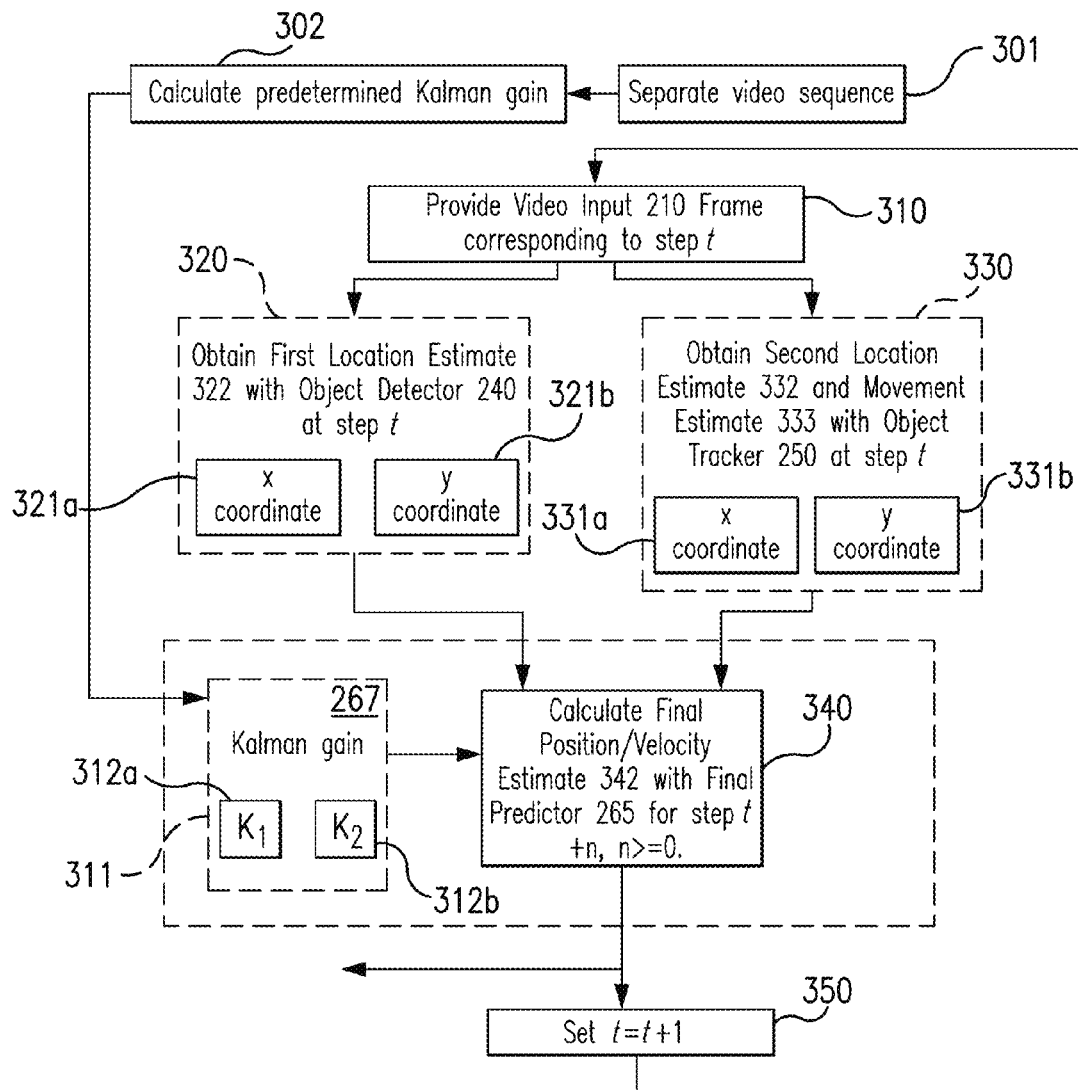 302
301
Calculate predetermined Kalman gain
Separate video sequence
Provide Video Input 210 Frame
corresponding to step t
310
320
330
Obtain First Location Estimate
322 with Object Detector 240
at step t
321b
x
coordinate
y
coordinate
321a
Obtain Second Location
Estimate 332 and Movement
Estimate 333 with Object
Tracker 250 at step t
331b
331a
x
coordinate
y
coordinate
267
Kalman gain
312a
K1
K2
311
312b
Calculate Final
Position/Velocity
Estimate 342 with Final
Predictor 265 for step t
+n, n>=0.
340
350
Set t=t+1